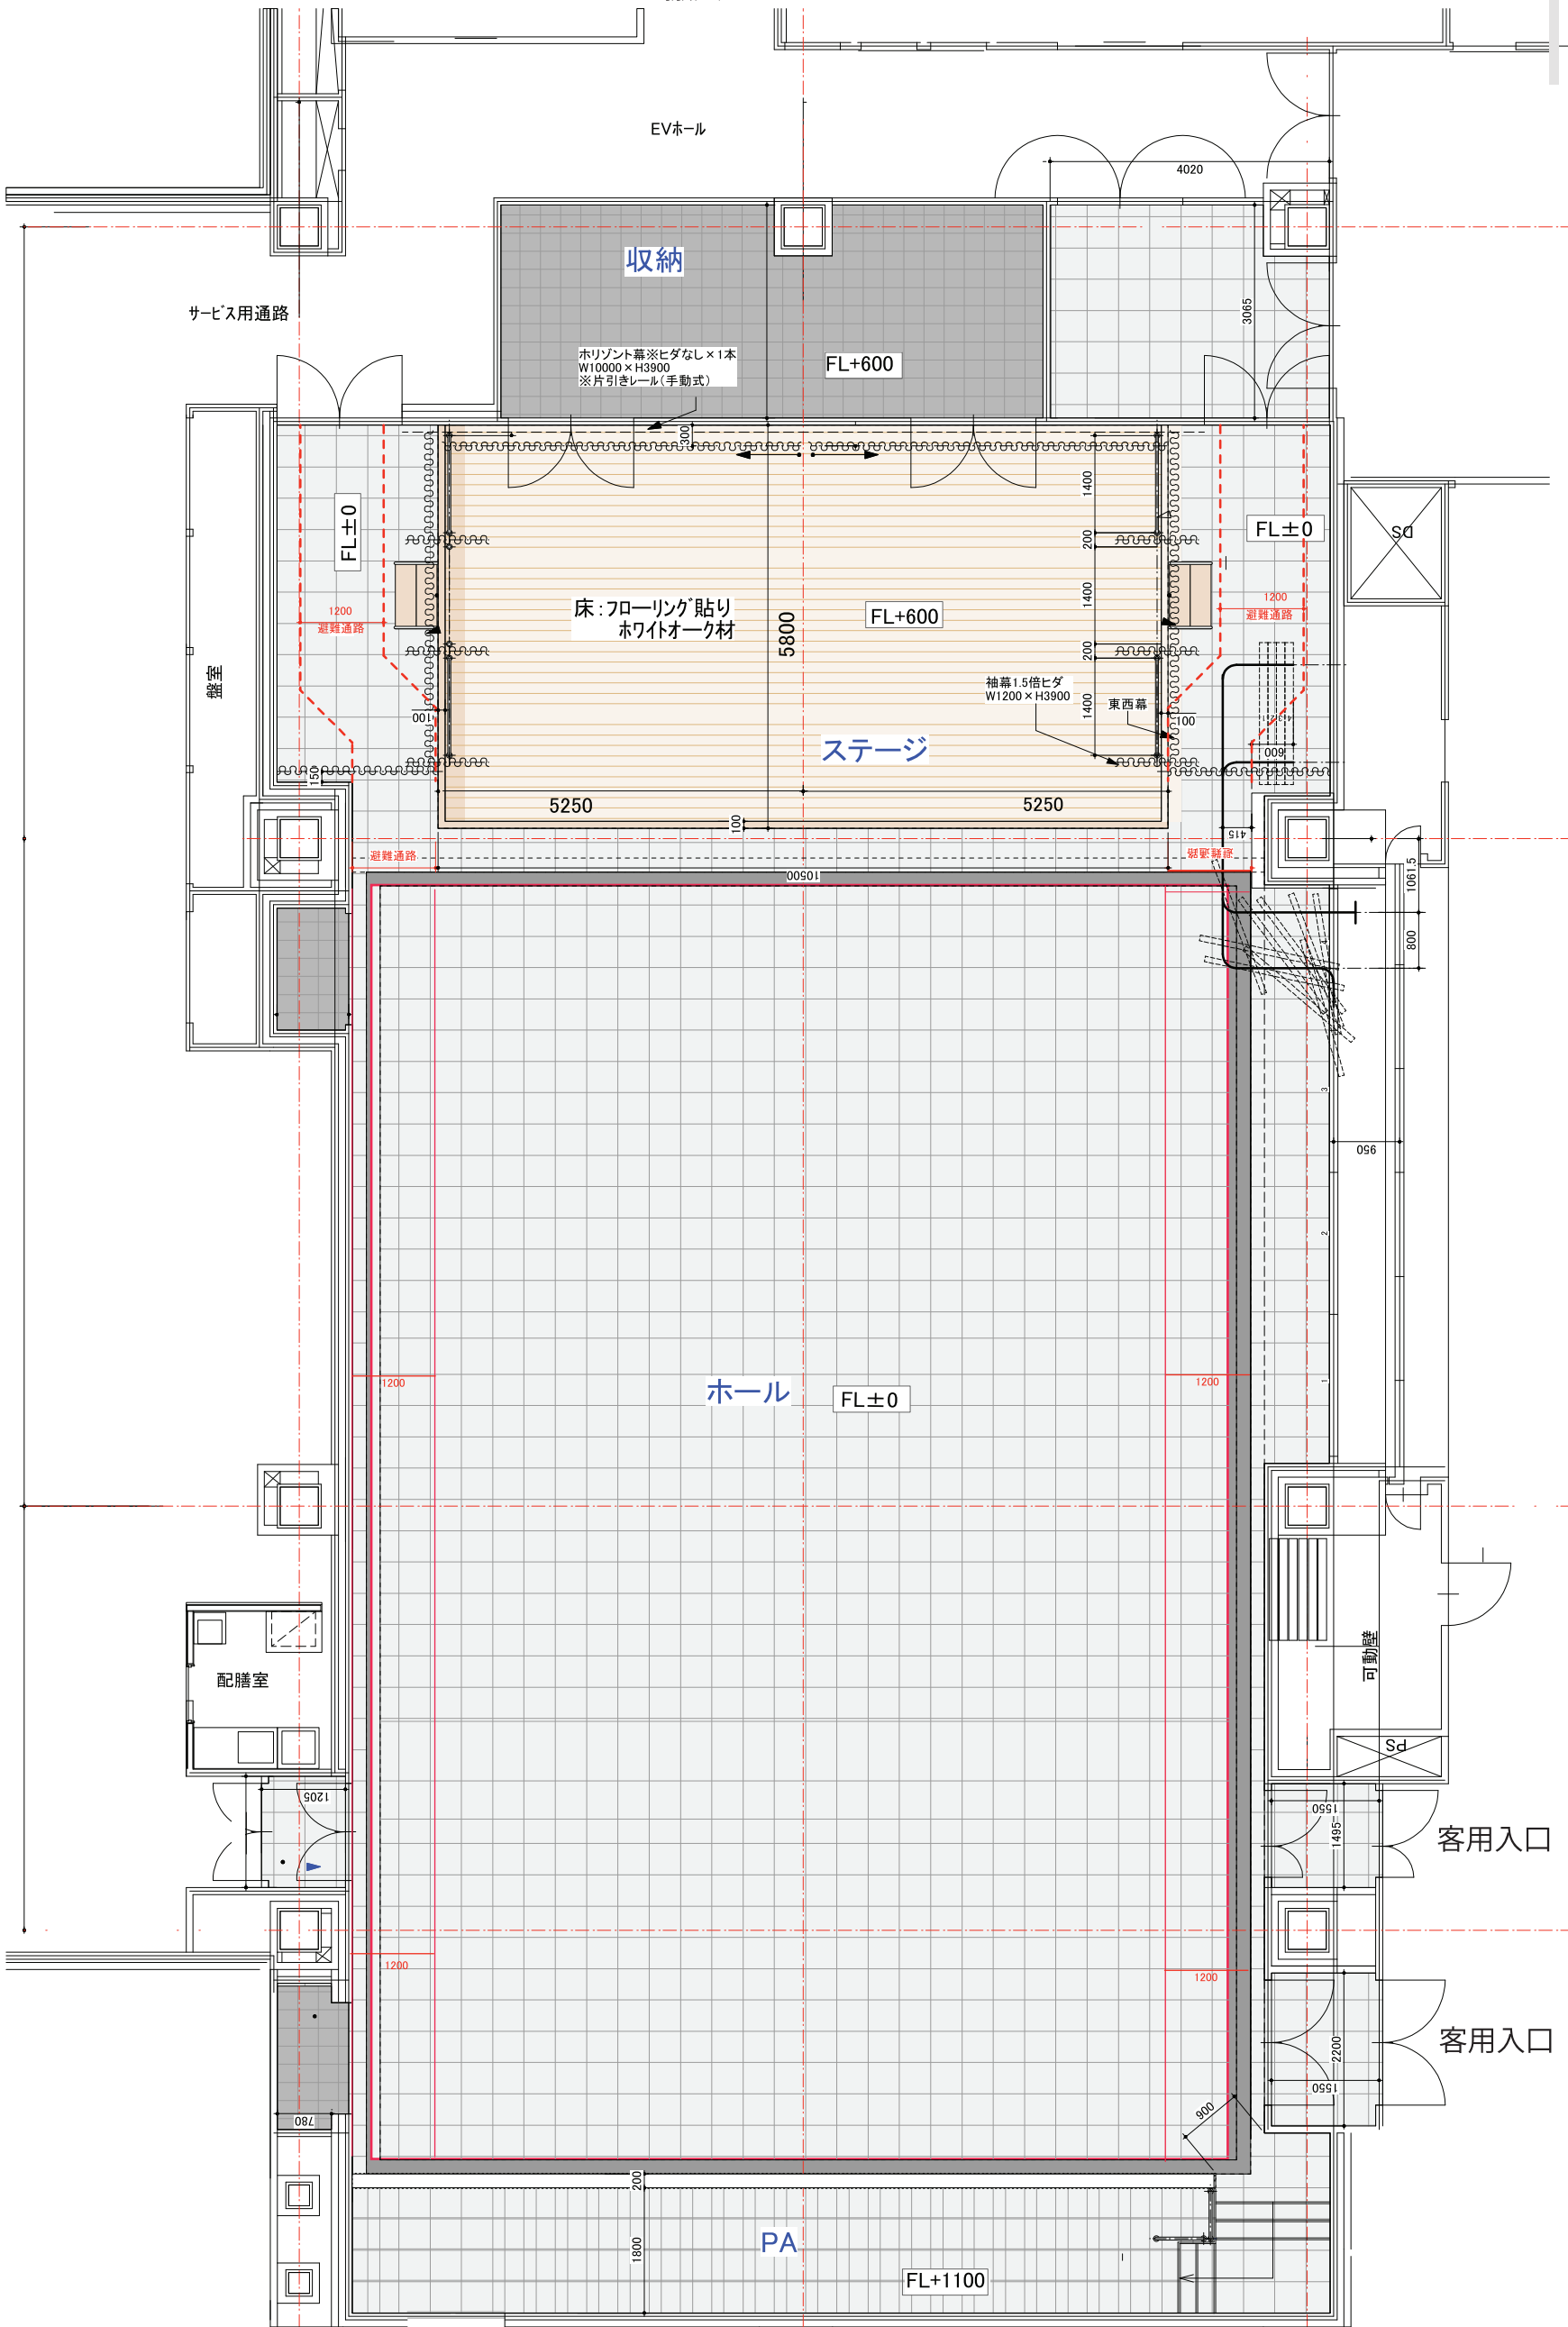 EVホール
4020
収納
3065
サービス用通路
ホリゾント幕※ヒダなし×1本
W10000×H3900
※片引きレール(手動式)
FL+600
300
1400
FL±0
FL±0
DS
200
1200
避難通路
床:フローリング貼り
ホワイトオーク材
5800
FL+600
1400
1200
避難通路
盤室
200
袖幕1.5倍ヒダ
W1200×H3900
1400
東西幕
100
100
ステージ
600
150
5250
5250
100
415
避難通路
避難通路
10500
1061.5
800
3
950
2
1
1200
ホール
FL±0
1200
可動壁
配膳室
PS
1205
1550
1495
客用入口
1200
1200
2200
客用入口
1550
780
900
200
1800
PA
FL+1100